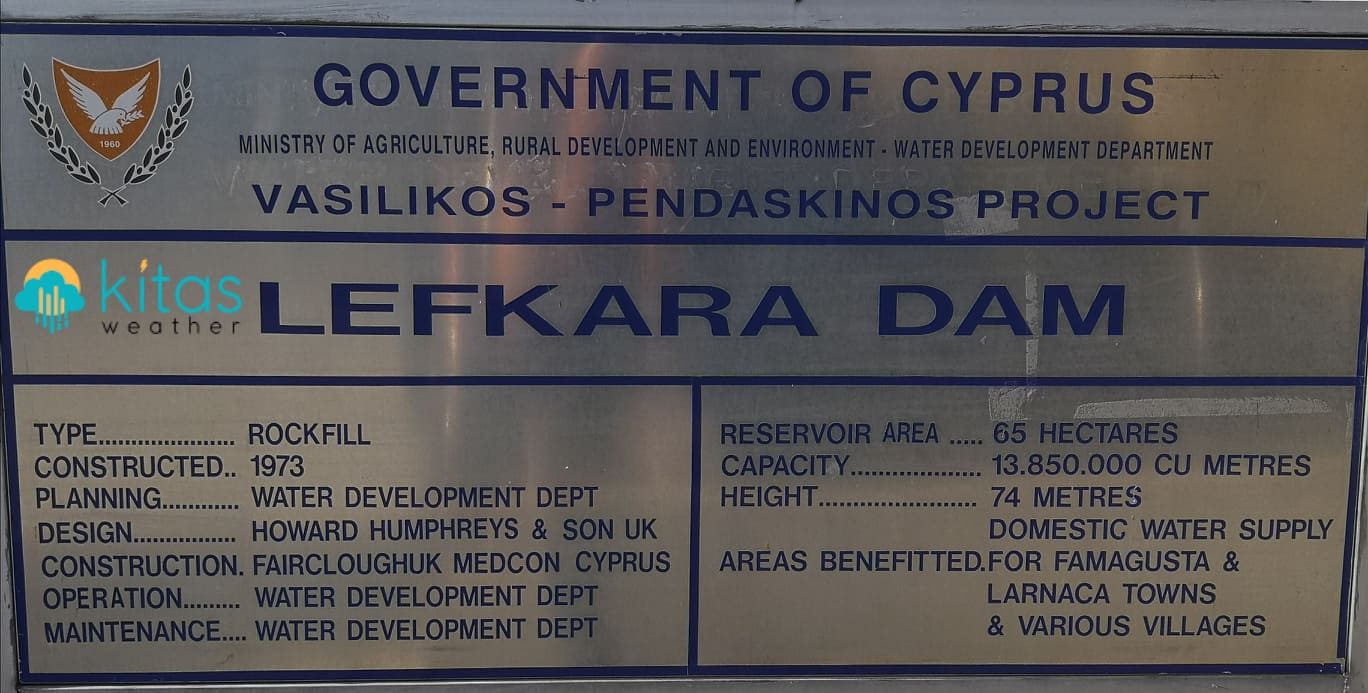 1960
GOVERNMENT OF CYPRUS
MINISTRY OF AGRICULTURE, RURAL DEVELOPMENT AND ENVIRONMENT - WATER DEVELOPMENT DEPARTMENT
VASILIKOS - PENDASKINOS PROJECT
kitas
weather
LEFKARA DAM
TYPE...................... ROCKFILL
CONSTRUCTED.. 1973
PLANNING............ WATER DEVELOPMENT DEPT
DESIGN................ HOWARD HUMPHREYS & SON UK
CONSTRUCTION. FAIRCLOUGHUK MEDCON CYPRUS
OPERATION......... WATER DEVELOPMENT DEPT
MAINTENANCE.... WATER DEVELOPMENT DEPT
RESERVOIR AREA ..... 65 HECTARES
CAPACITY.................... 13.850.000 CU METRES
HEIGHT........................ 74 METRES
DOMESTIC WATER SUPPLY
AREAS BENEFITTED.FOR FAMAGUSTA &
LARNACA TOWNS
& VARIOUS VILLAGES